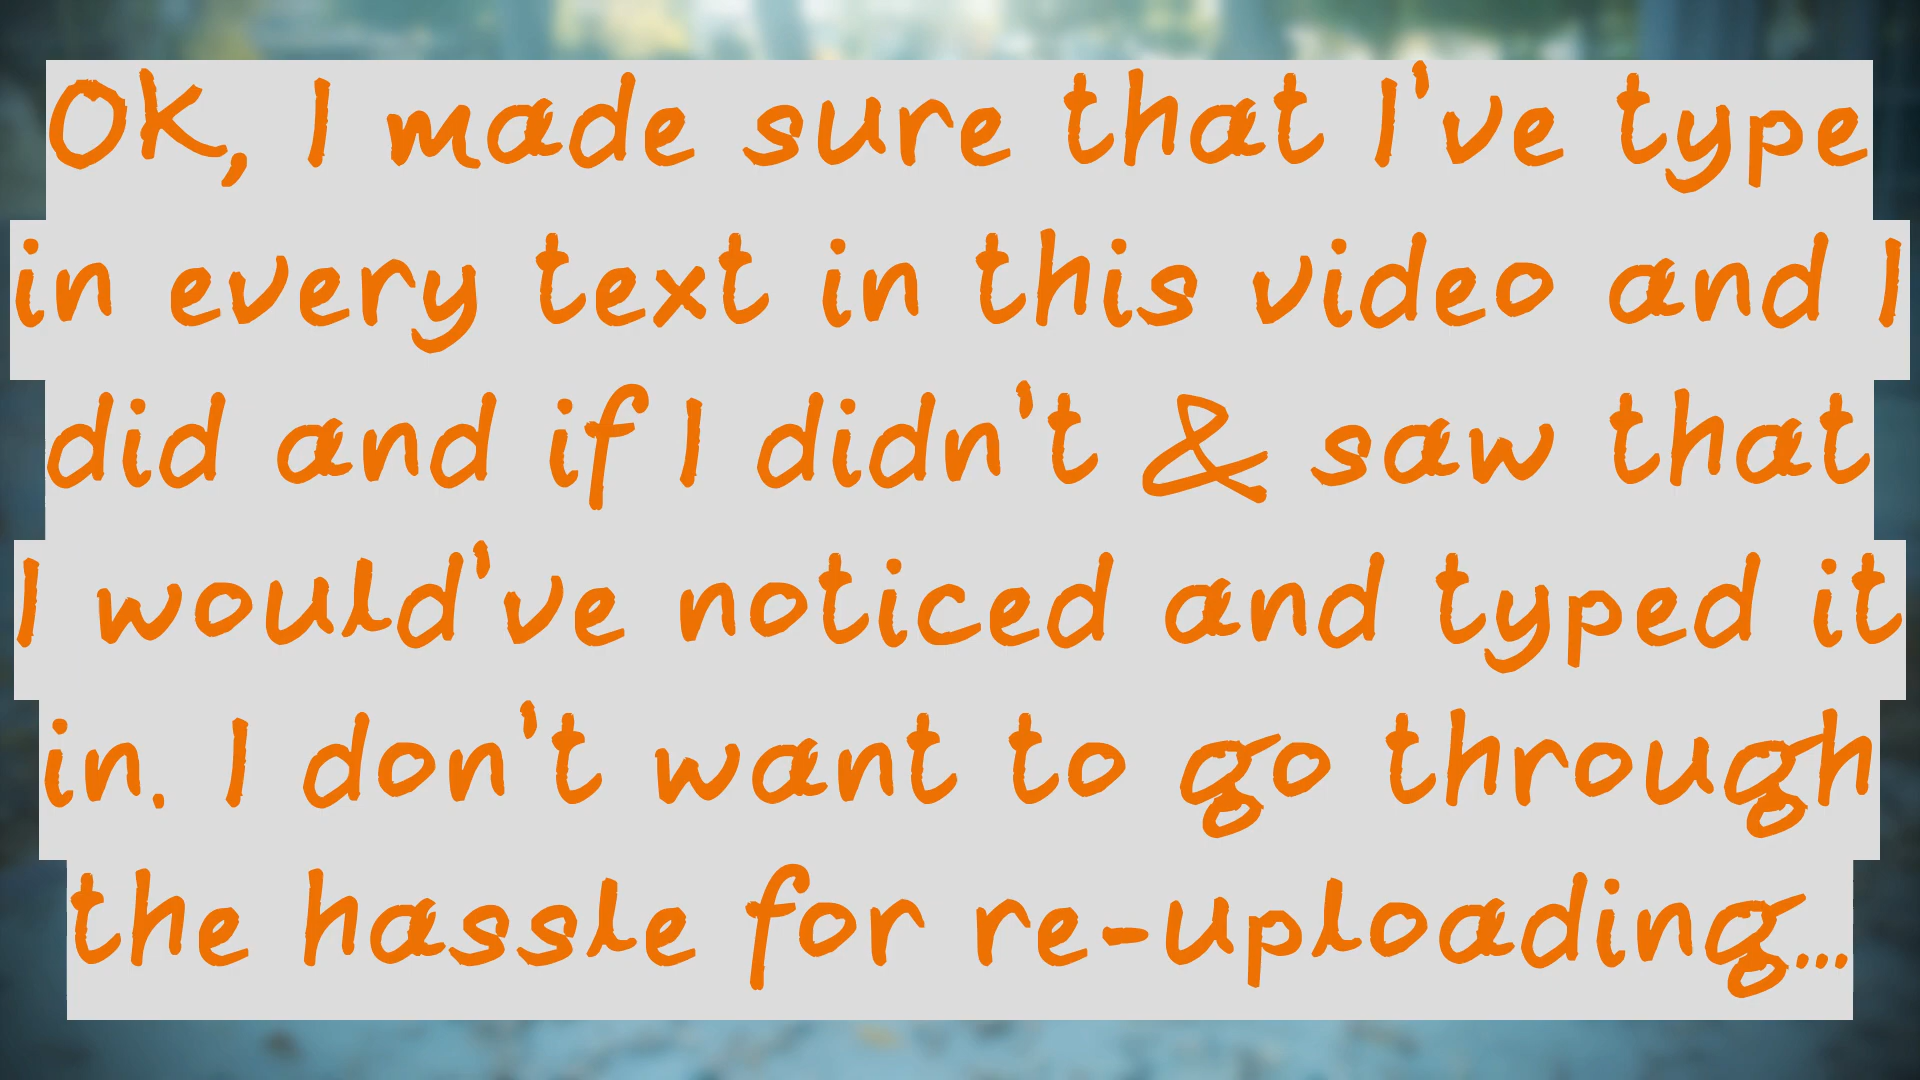 OK, I made sure that I've type
in every text in this video and I
did and if I didn't & saw that
I would've noticed and typed it
in. I don't want to go through
the hassle for re-uploading...